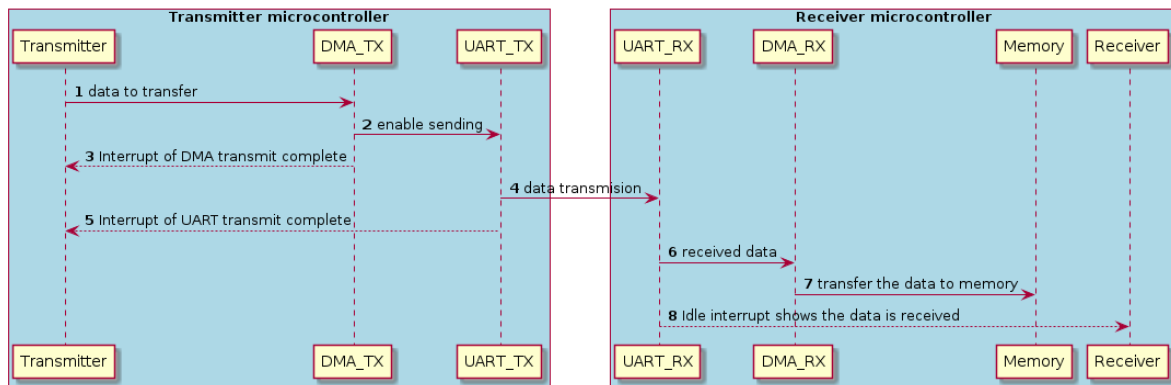 Transmitter microcontroller
Receiver microcontroller
Transmitter
DMA_TX
UART_TX
UART_RX
DMA_RX
Memory
Receiver
1 data to transfer
2 enable sending
3 Interrupt of DMA transmit complete
4 data transmision
5 Interrupt of UART transmit complete
6 received data
7 transfer the data to memory
8 Idle interrupt shows the data is received
Transmitter
DMA_TX
UART_TX
UART_RX
DMA_RX
Memory
Receiver